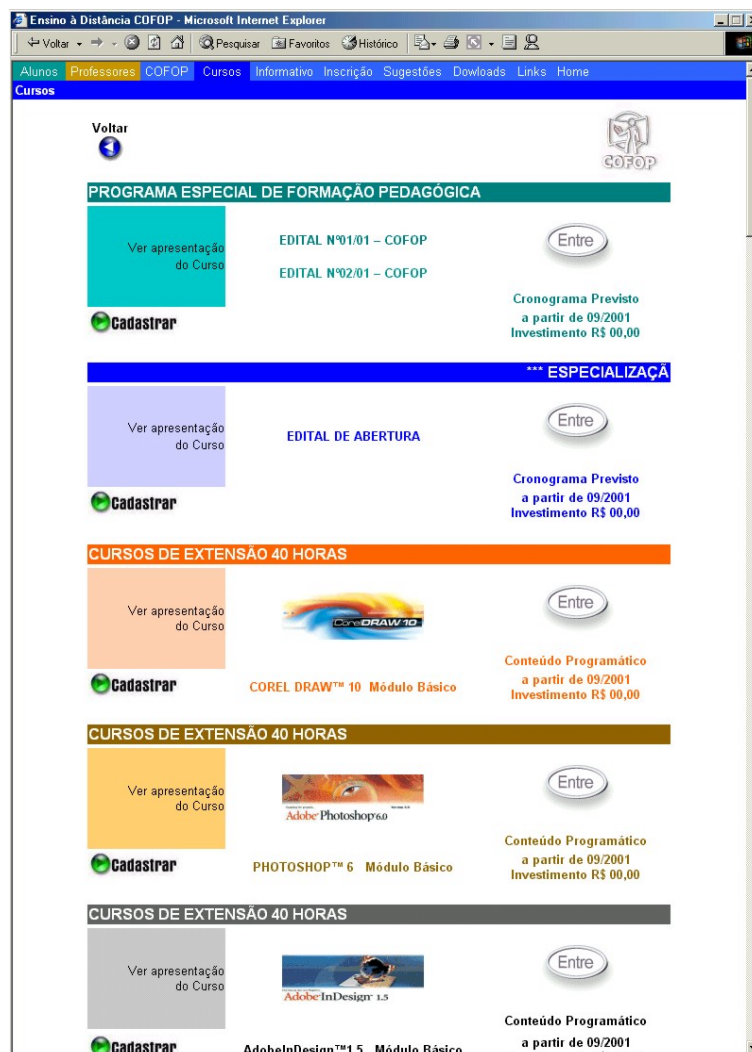 Ensino à Distância COFOP - Microsoft Internet Explorer
Voltar Pesquisar Favoritos Histórico
Alunos Professores COFOP Cursos Informativo Inscrição Sugestões Dowloads Links Home
Cursos
Voltar
COFOP
PROGRAMA ESPECIAL DE FORMAÇÃO PEDAGÓGICA
Ver apresentação
do Curso
Cadastrar
EDITAL Nº01/01 – COFOP
EDITAL Nº02/01 – COFOP
Entre
Cronograma Previsto
a partir de 09/2001
Investimento R$ 00,00
*** ESPECIALIZAÇÃ
Ver apresentação
do Curso
Cadastrar
EDITAL DE ABERTURA
Entre
Cronograma Previsto
a partir de 09/2001
Investimento R$ 00,00
CURSOS DE EXTENSÃO 40 HORAS
Ver apresentação
do Curso
Cadastrar
CorelDRAW 10
COREL DRAW™ 10 Módulo Básico
Entre
Conteúdo Programático
a partir de 09/2001
Investimento R$ 00,00
CURSOS DE EXTENSÃO 40 HORAS
Ver apresentação
do Curso
Cadastrar
Adobe Photoshop 6.0
PHOTOSHOP™ 6 Módulo Básico
Entre
Conteúdo Programático
a partir de 09/2001
Investimento R$ 00,00
CURSOS DE EXTENSÃO 40 HORAS
Ver apresentação
do Curso
Cadastrar
Adobe InDesign 1.5
AdobeInDesign™1.5 Módulo Básico
Entre
Conteúdo Programático
a partir de 09/2001